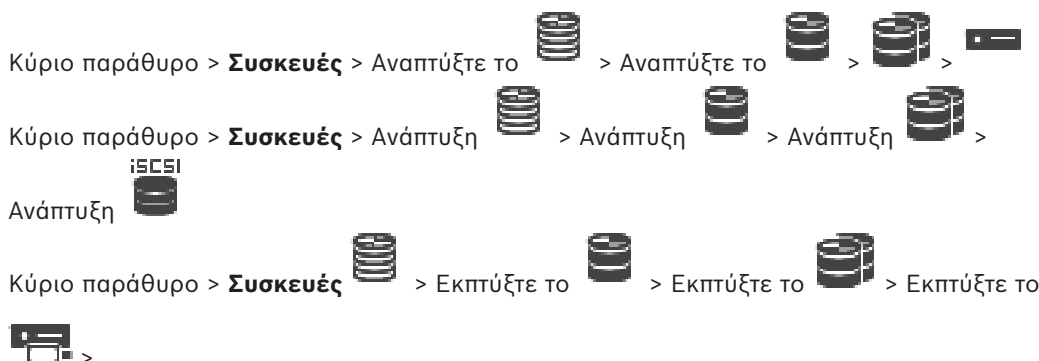 Κύριο παράθυρο > Συσκευές > Αναπτύξτε το > Αναπτύξτε το > >
Κύριο παράθυρο > Συσκευές > Ανάπτυξη > Ανάπτυξη > Ανάπτυξη >
iSCSI
Ανάπτυξη
Κύριο παράθυρο > Συσκευές > Εκπτύξτε το > Εκπτύξτε το > Εκπτύξτε το
>